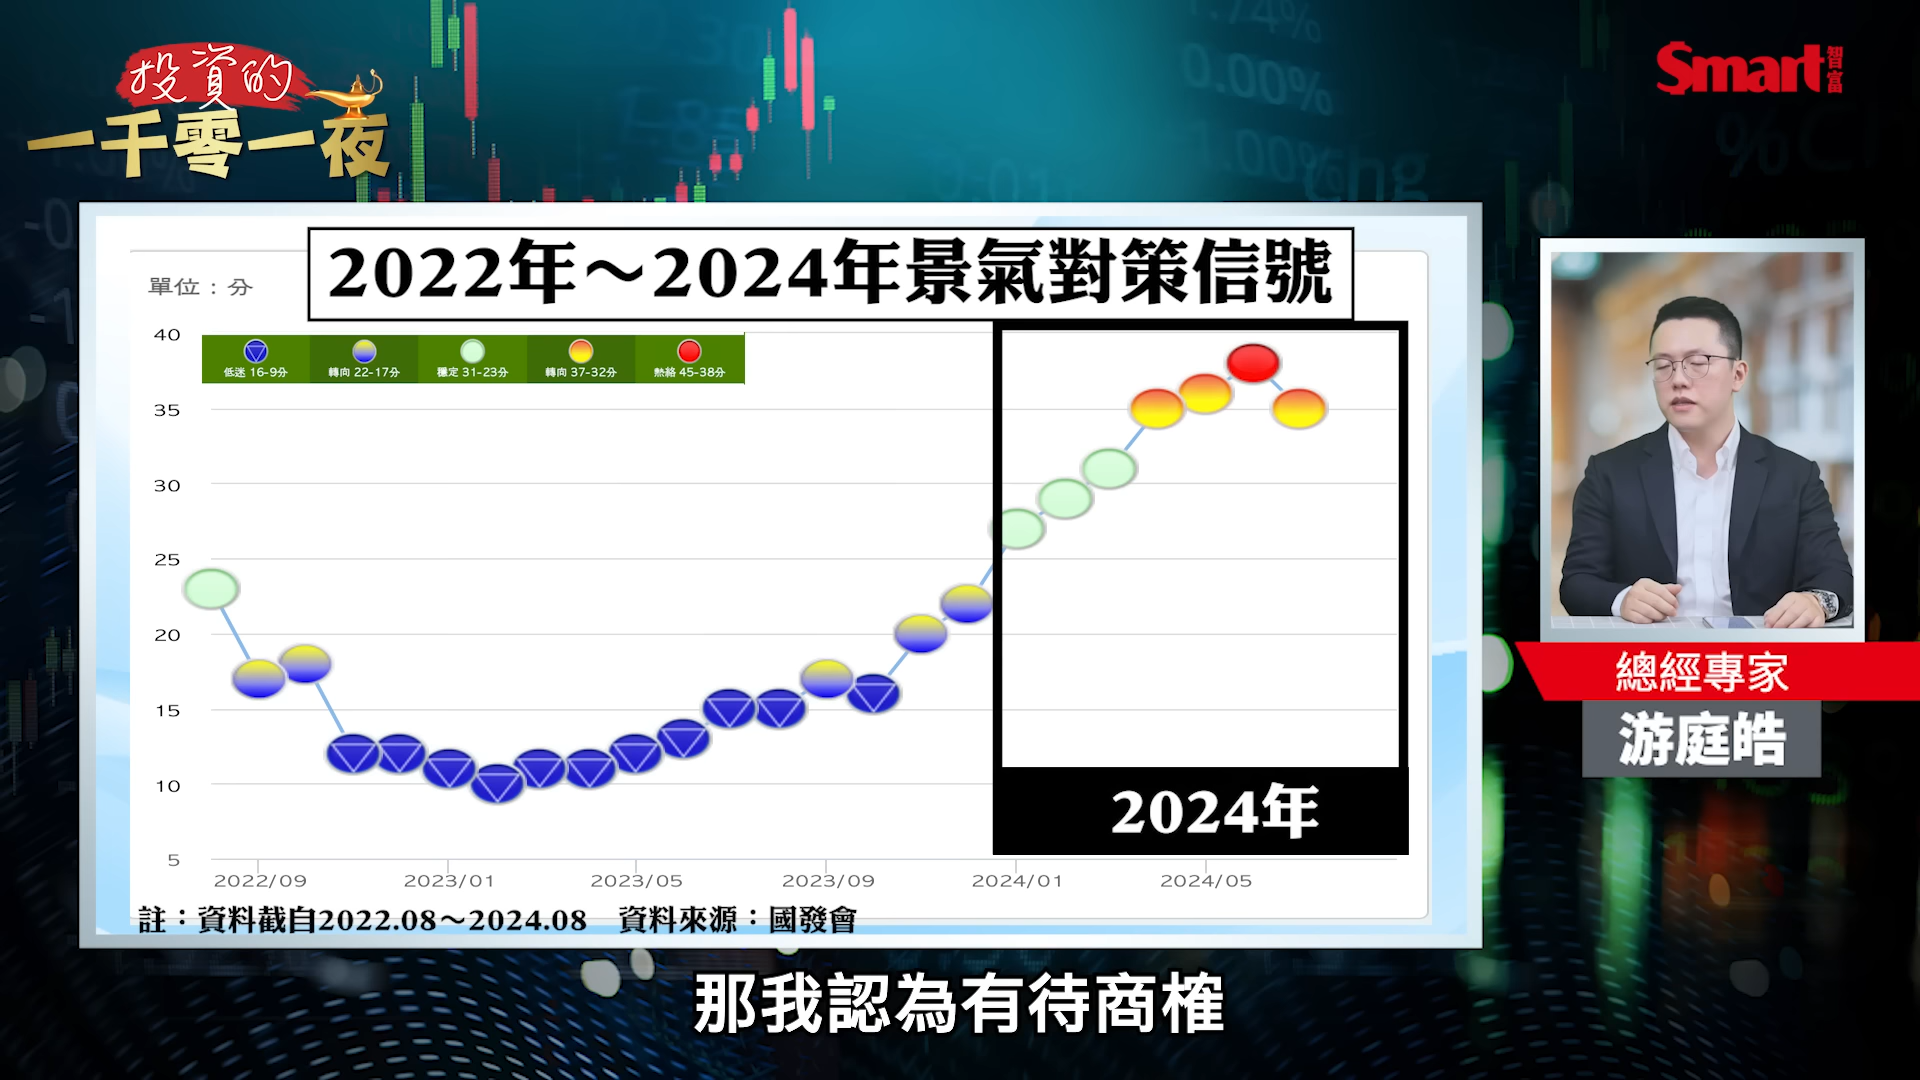 投資的
一千零一夜
Smart智富
2022年～2024年景氣對策信號
單位：分
低迷 16-9分
轉向 22-17分
穩定 31-23分
轉向 37-32分
熱絡 45-38分
40
35
30
25
20
15
10
5
2024年
2022/09
2023/01
2023/05
2023/09
2024/01
2024/05
註：資料截自2022.08～2024.08 資料來源：國發會
總經專家
游庭皓
那我認為有待商榷